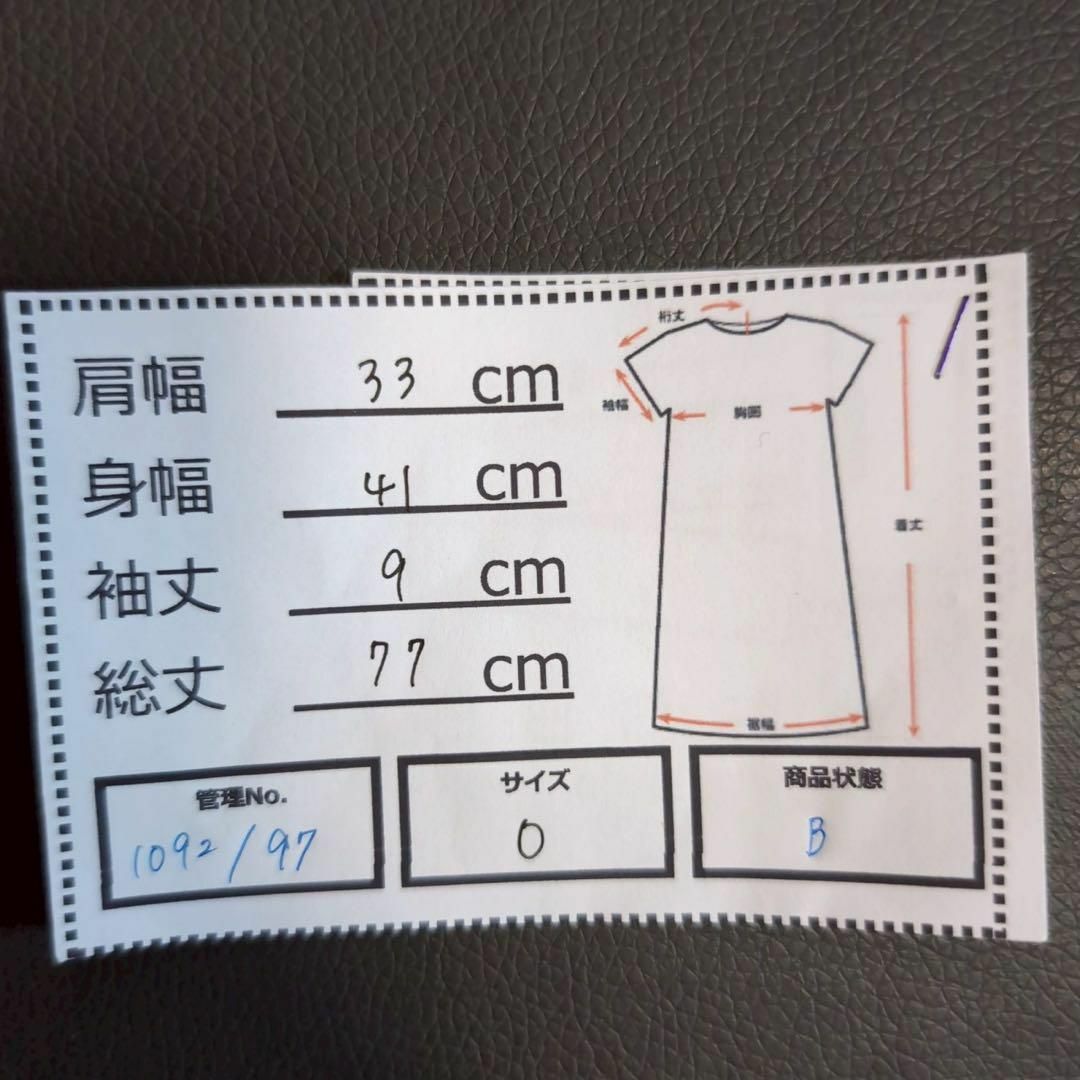 肩幅 33 cm
身幅 41 cm
袖丈 9 cm
総丈 77 cm
裄丈
袖幅
胸囲
着丈
裾幅
管理No.
1092/97
サイズ
0
商品状態
B